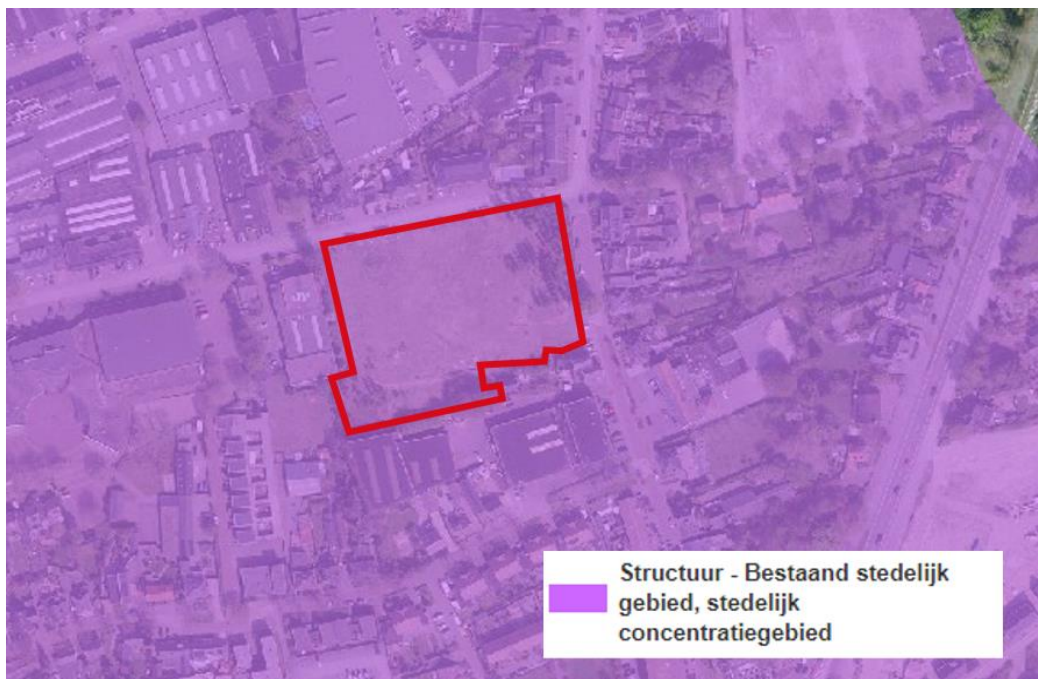 Structuur - Bestaand stedelijk
gebied, stedelijk
concentratiegebied